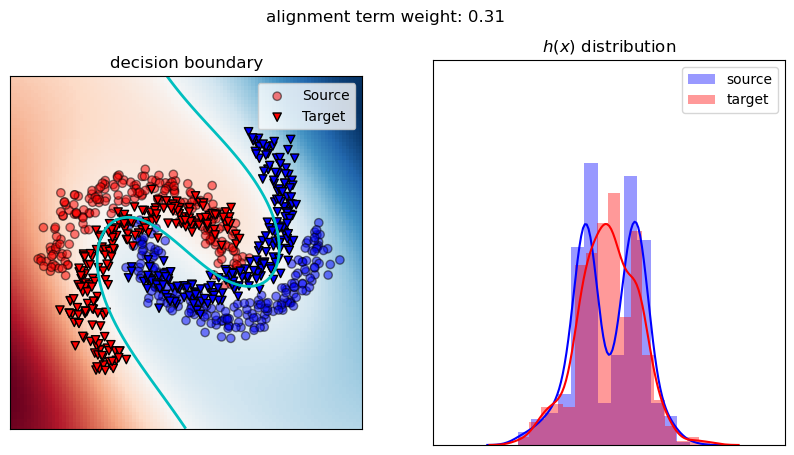 alignment term weight: 0.31
decision boundary
Source
Target
h(x) distribution
source
target